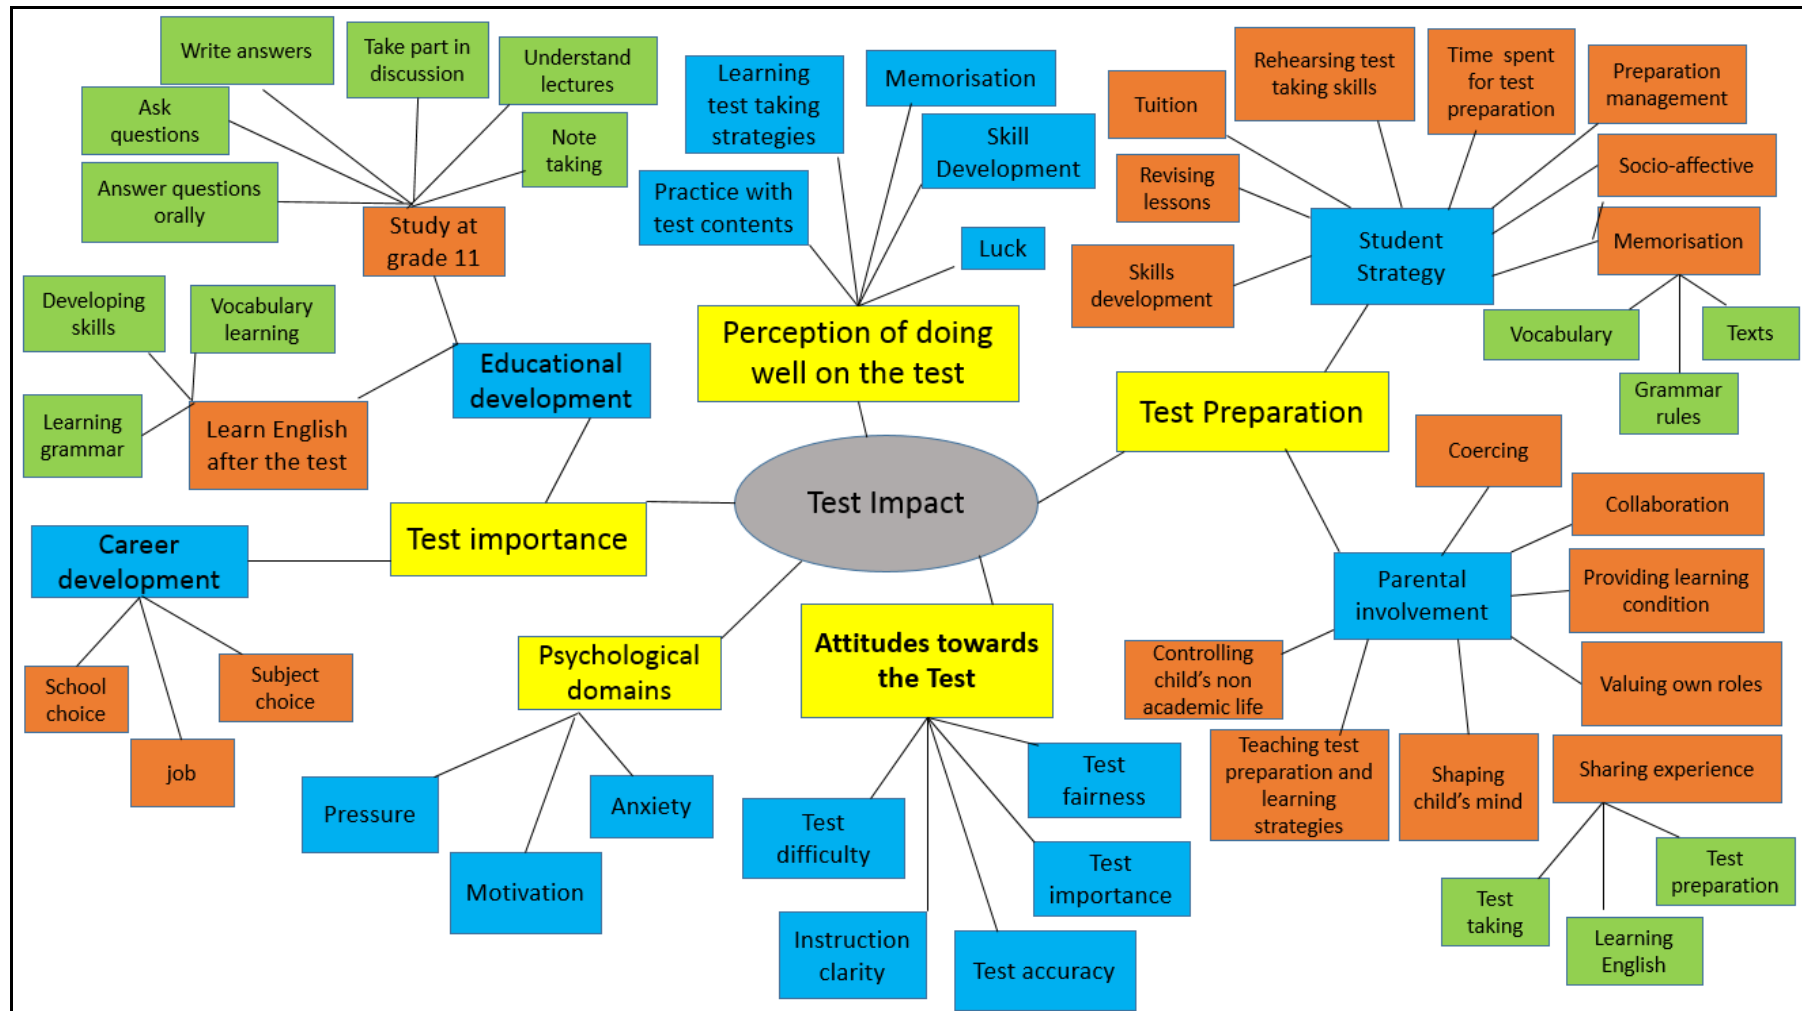 Write answers
Take part in
discussion
Understand
lectures
Ask
questions
Note
taking
Answer questions
orally
Study at
grade 11
Developing
skills
Vocabulary
learning
Learning
grammar
Learn English
after the test
Educational
development
Test importance
Career
development
School
choice
job
Subject
choice
Learning
test taking
strategies
Memorisation
Skill
Development
Practice with
test contents
Luck
Perception of doing
well on the test
Test Impact
Psychological
domains
Pressure
Motivation
Anxiety
Attitudes towards
the Test
Test
difficulty
Instruction
clarity
Test accuracy
Test
importance
Test
fairness
Test Preparation
Student
Strategy
Tuition
Rehearsing test
taking skills
Time spent
for test
preparation
Preparation
management
Revising
lessons
Socio-affective
Skills
development
Memorisation
Vocabulary
Texts
Grammar
rules
Parental
involvement
Coercing
Collaboration
Providing learning
condition
Valuing own roles
Controlling
child's non
academic life
Teaching test
preparation and
learning
strategies
Shaping
child's mind
Sharing experience
Test
taking
Learning
English
Test
preparation